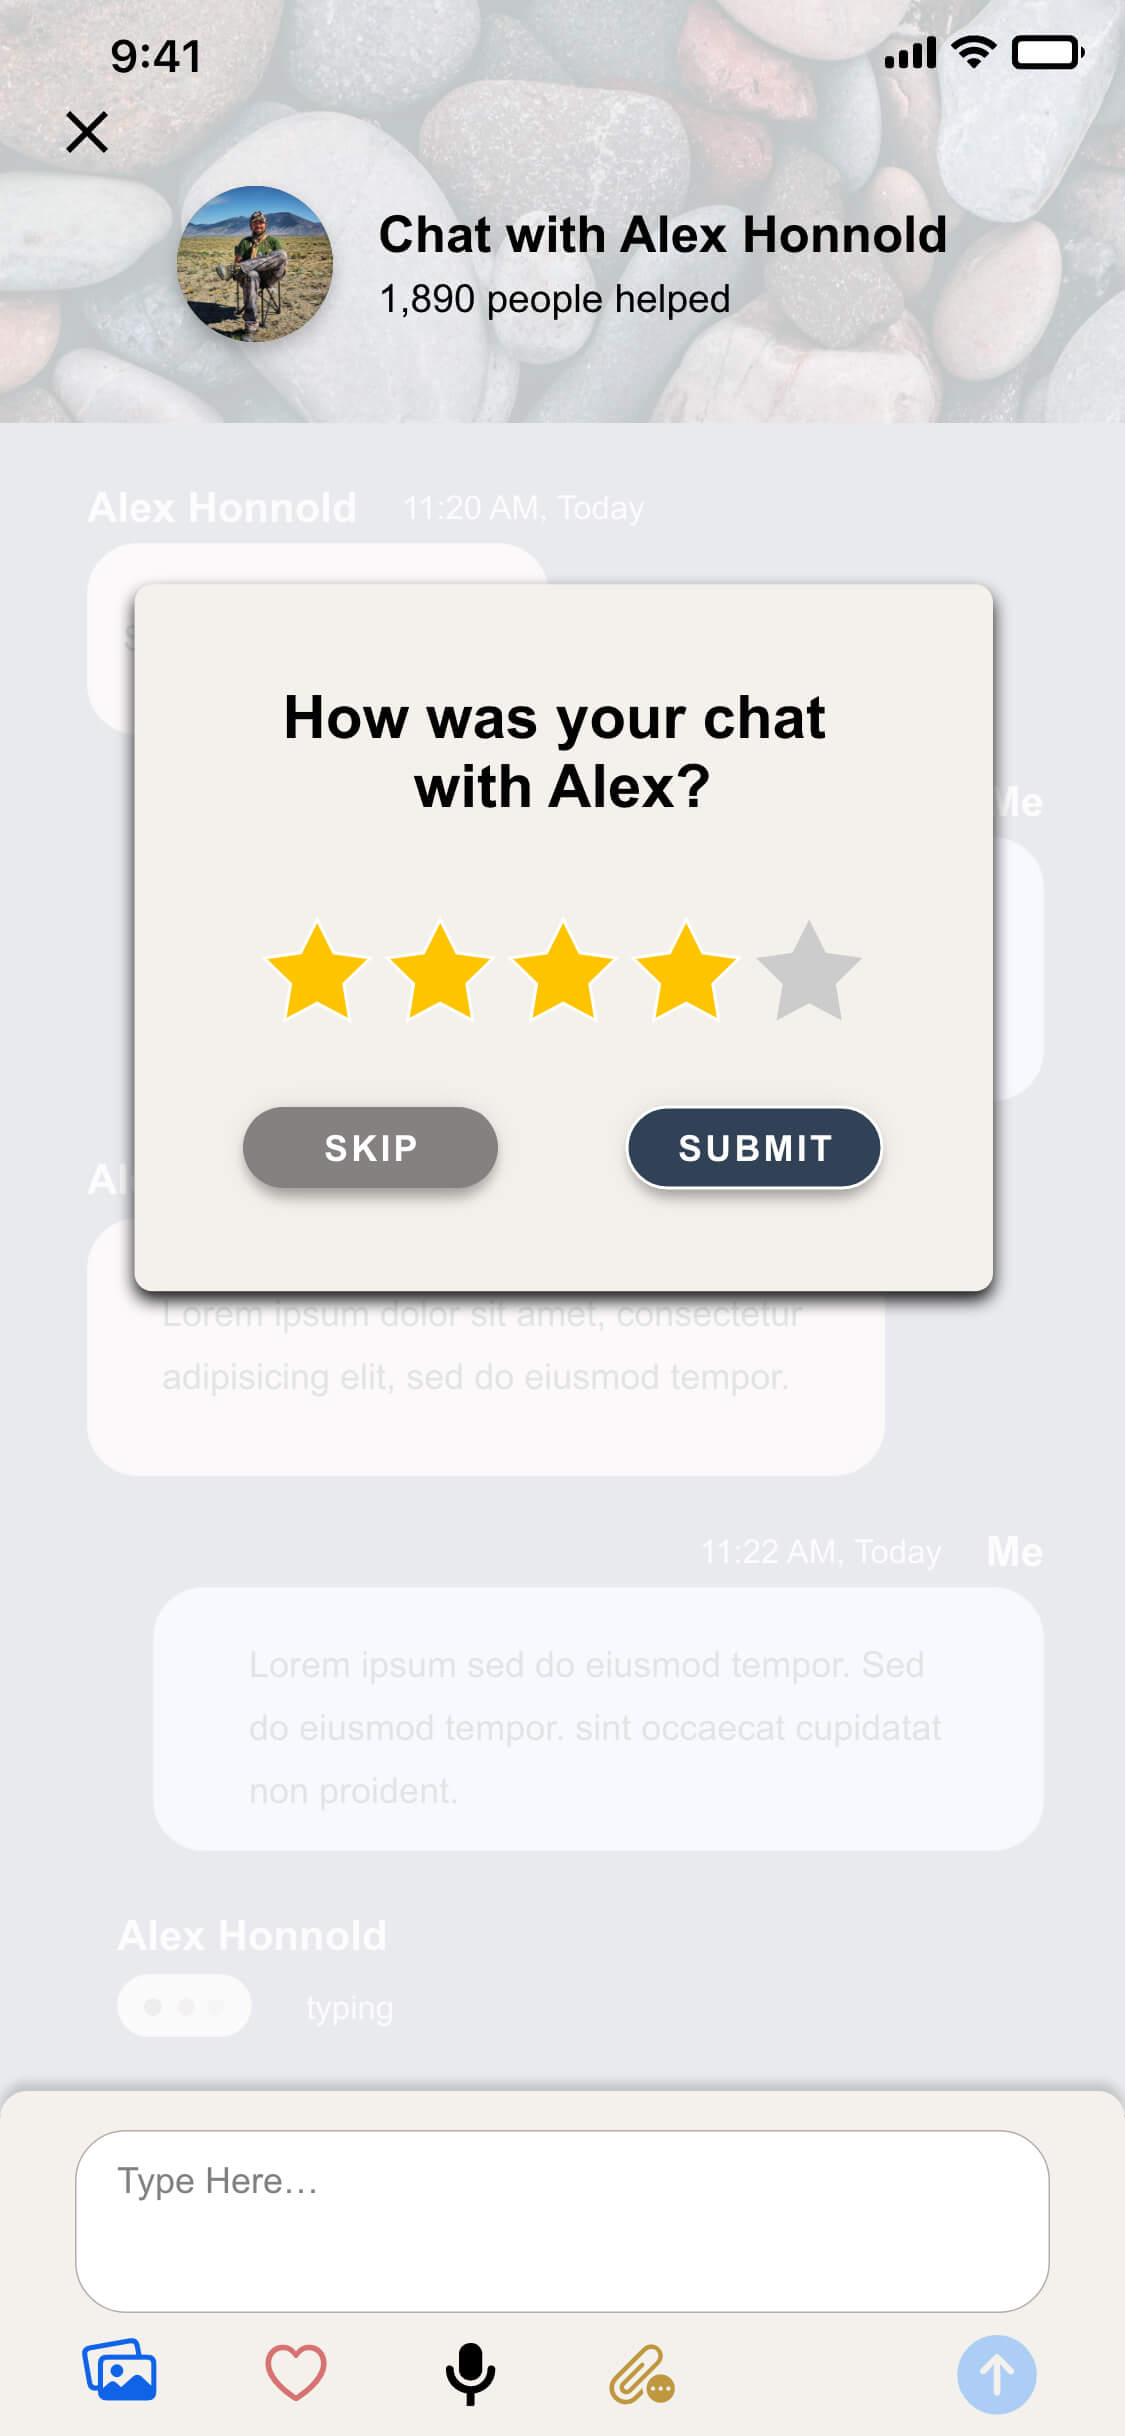 9:41
Chat with Alex Honnold
1,890 people helped
Alex Honnold 11:20 AM, Today
How was your chat
with Alex?
Me
SKIP SUBMIT
Lorem ipsum dolor sit amet, consectetur
adipisicing elit, sed do eiusmod tempor.
11:22 AM, Today Me
Lorem ipsum sed do eiusmod tempor. Sed
do eiusmod tempor. sint occaecat cupidatat
non proident.
Alex Honnold
typing
Type Here…